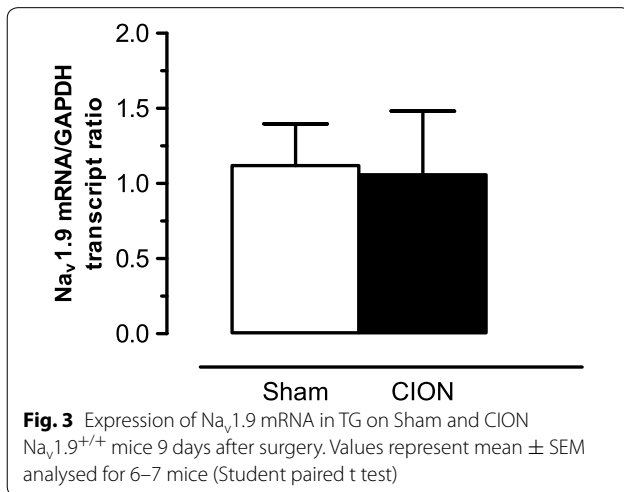 2.0
1.5
1.0
0.5
0.0
Naᵥ1.9 mRNA/GAPDH
transcript ratio
Sham CION
Fig. 3 Expression of Naᵥ1.9 mRNA in TG on Sham and CION
Naᵥ1.9⁺/⁺ mice 9 days after surgery. Values represent mean ± SEM
analysed for 6–7 mice (Student paired t test)